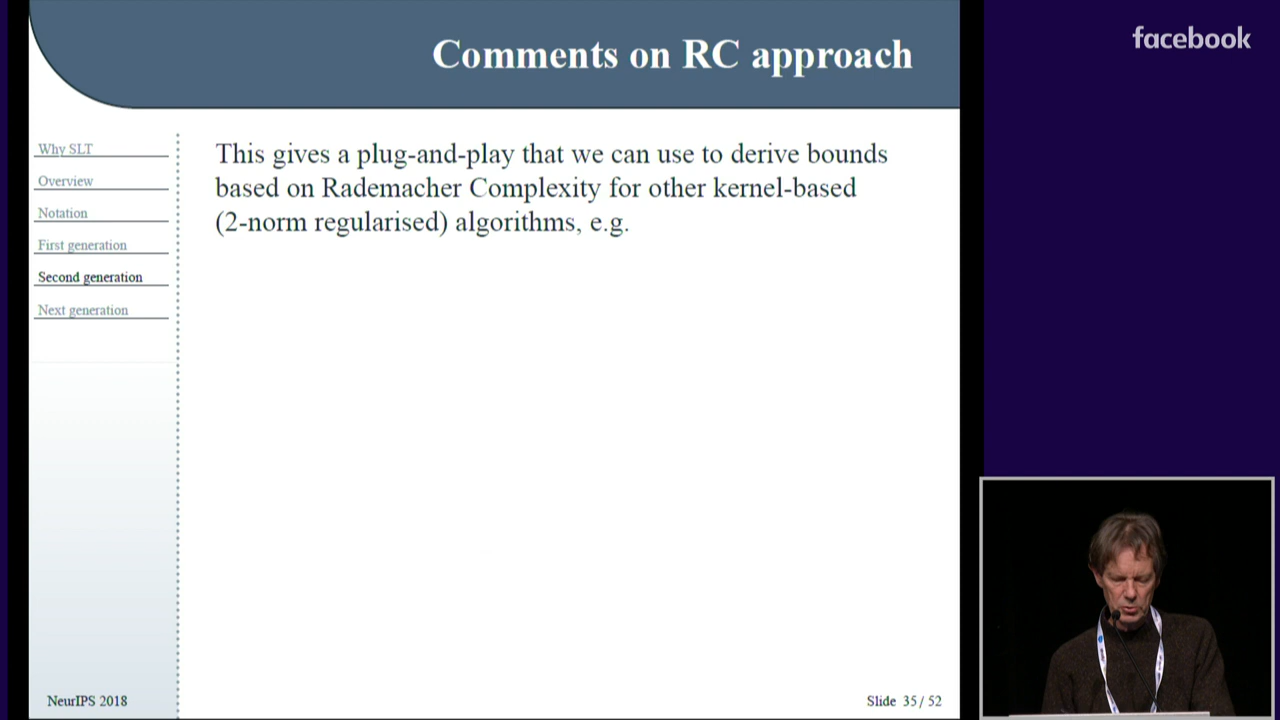 Comments on RC approach
facebook
Why SLT
Overview
Notation
First generation
Second generation
Next generation
This gives a plug-and-play that we can use to derive bounds
based on Rademacher Complexity for other kernel-based
(2-norm regularised) algorithms, e.g.
NeurIPS 2018
Slide 35/ 52